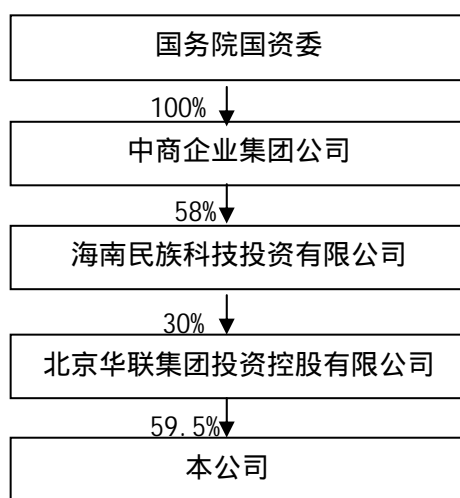 国务院国资委
100%
中商企业集团公司
58%
海南民族科技投资有限公司
30%
北京华联集团投资控股有限公司
59.5%
本公司